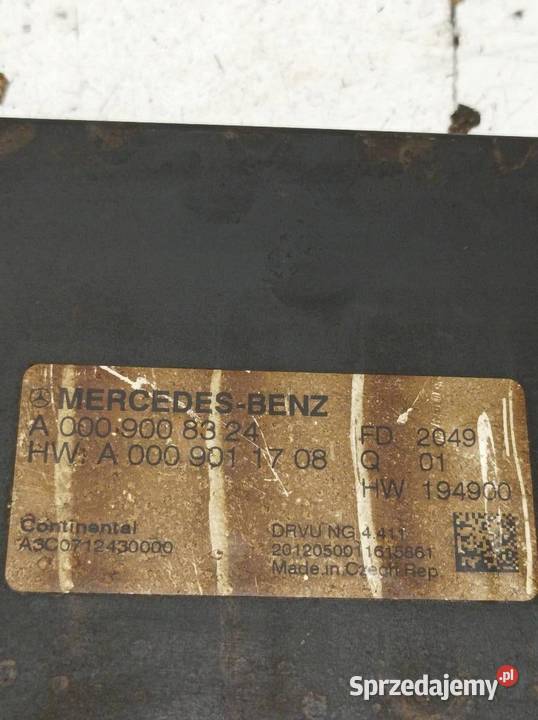 MERCEDES-BENZ
A 000 900 83 24
HW: A 000 901 17 08
FD 2049
Q 01
HW 194900
Continental
A3C0712430000
DRVU NG 4.411
2012050011615861
Made in Czech Rep
Sprzedajemy.pl